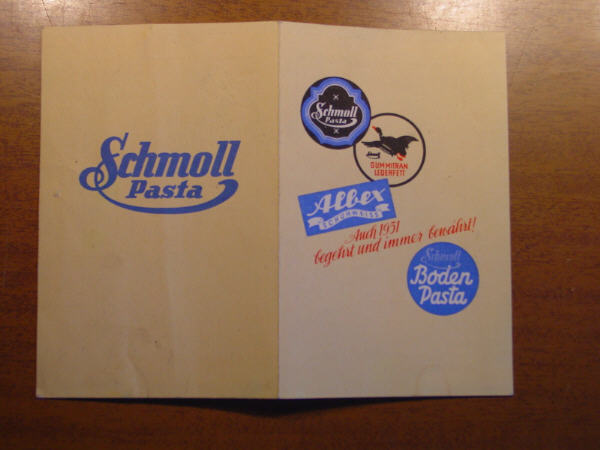 Schmoll
Pasta
Schmoll
Pasta
GUMMITRAN
LEDERFETT
Albex
SCHUHWEISS
Auch 1951
begehrt und immer bewährt!
Schmoll
Boden
Pasta